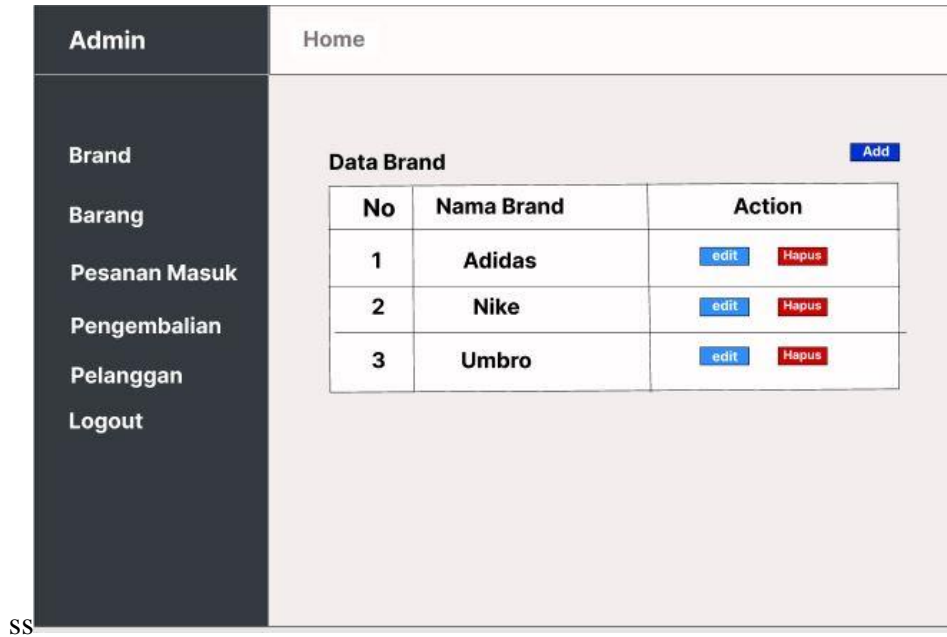 Admin
Home
Brand
Barang
Pesanan Masuk
Pengembalian
Pelanggan
Logout
Data Brand
Add
No Nama Brand Action
1 Adidas edit Hapus
2 Nike edit Hapus
3 Umbro edit Hapus
ss